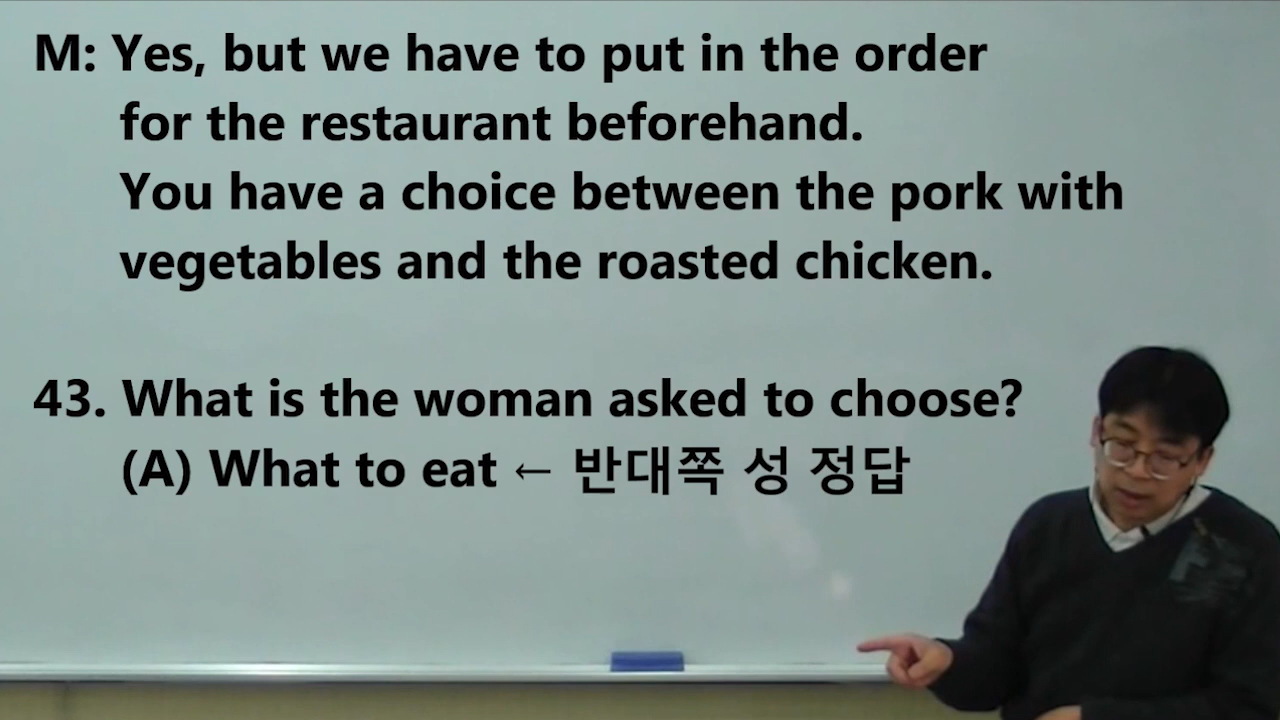 M: Yes, but we have to put in the order
for the restaurant beforehand.
You have a choice between the pork with
vegetables and the roasted chicken.
43. What is the woman asked to choose?
(A) What to eat ← 반대쪽 성 정답